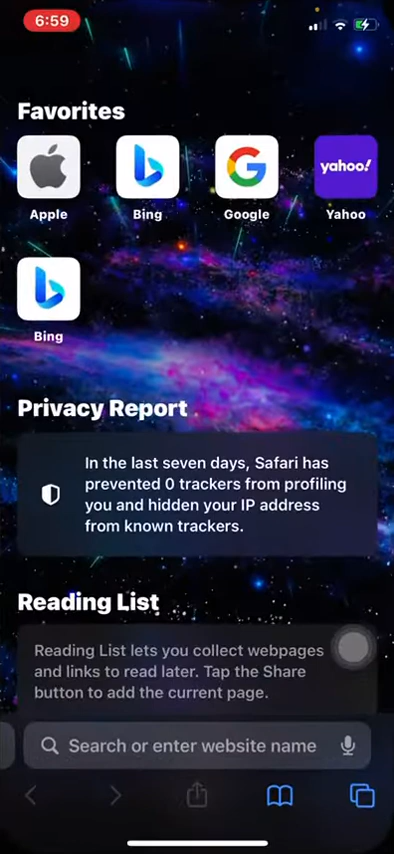 6:59
Favorites
yahoo!
Apple
Bing
Google
Yahoo
Bing
Privacy Report
In the last seven days, Safari has
prevented 0 trackers from profiling
you and hidden your IP address
from known trackers.
Reading List
Reading List lets you collect webpages
and links to read later. Tap the Share
button to add the current page.
Search or enter website name